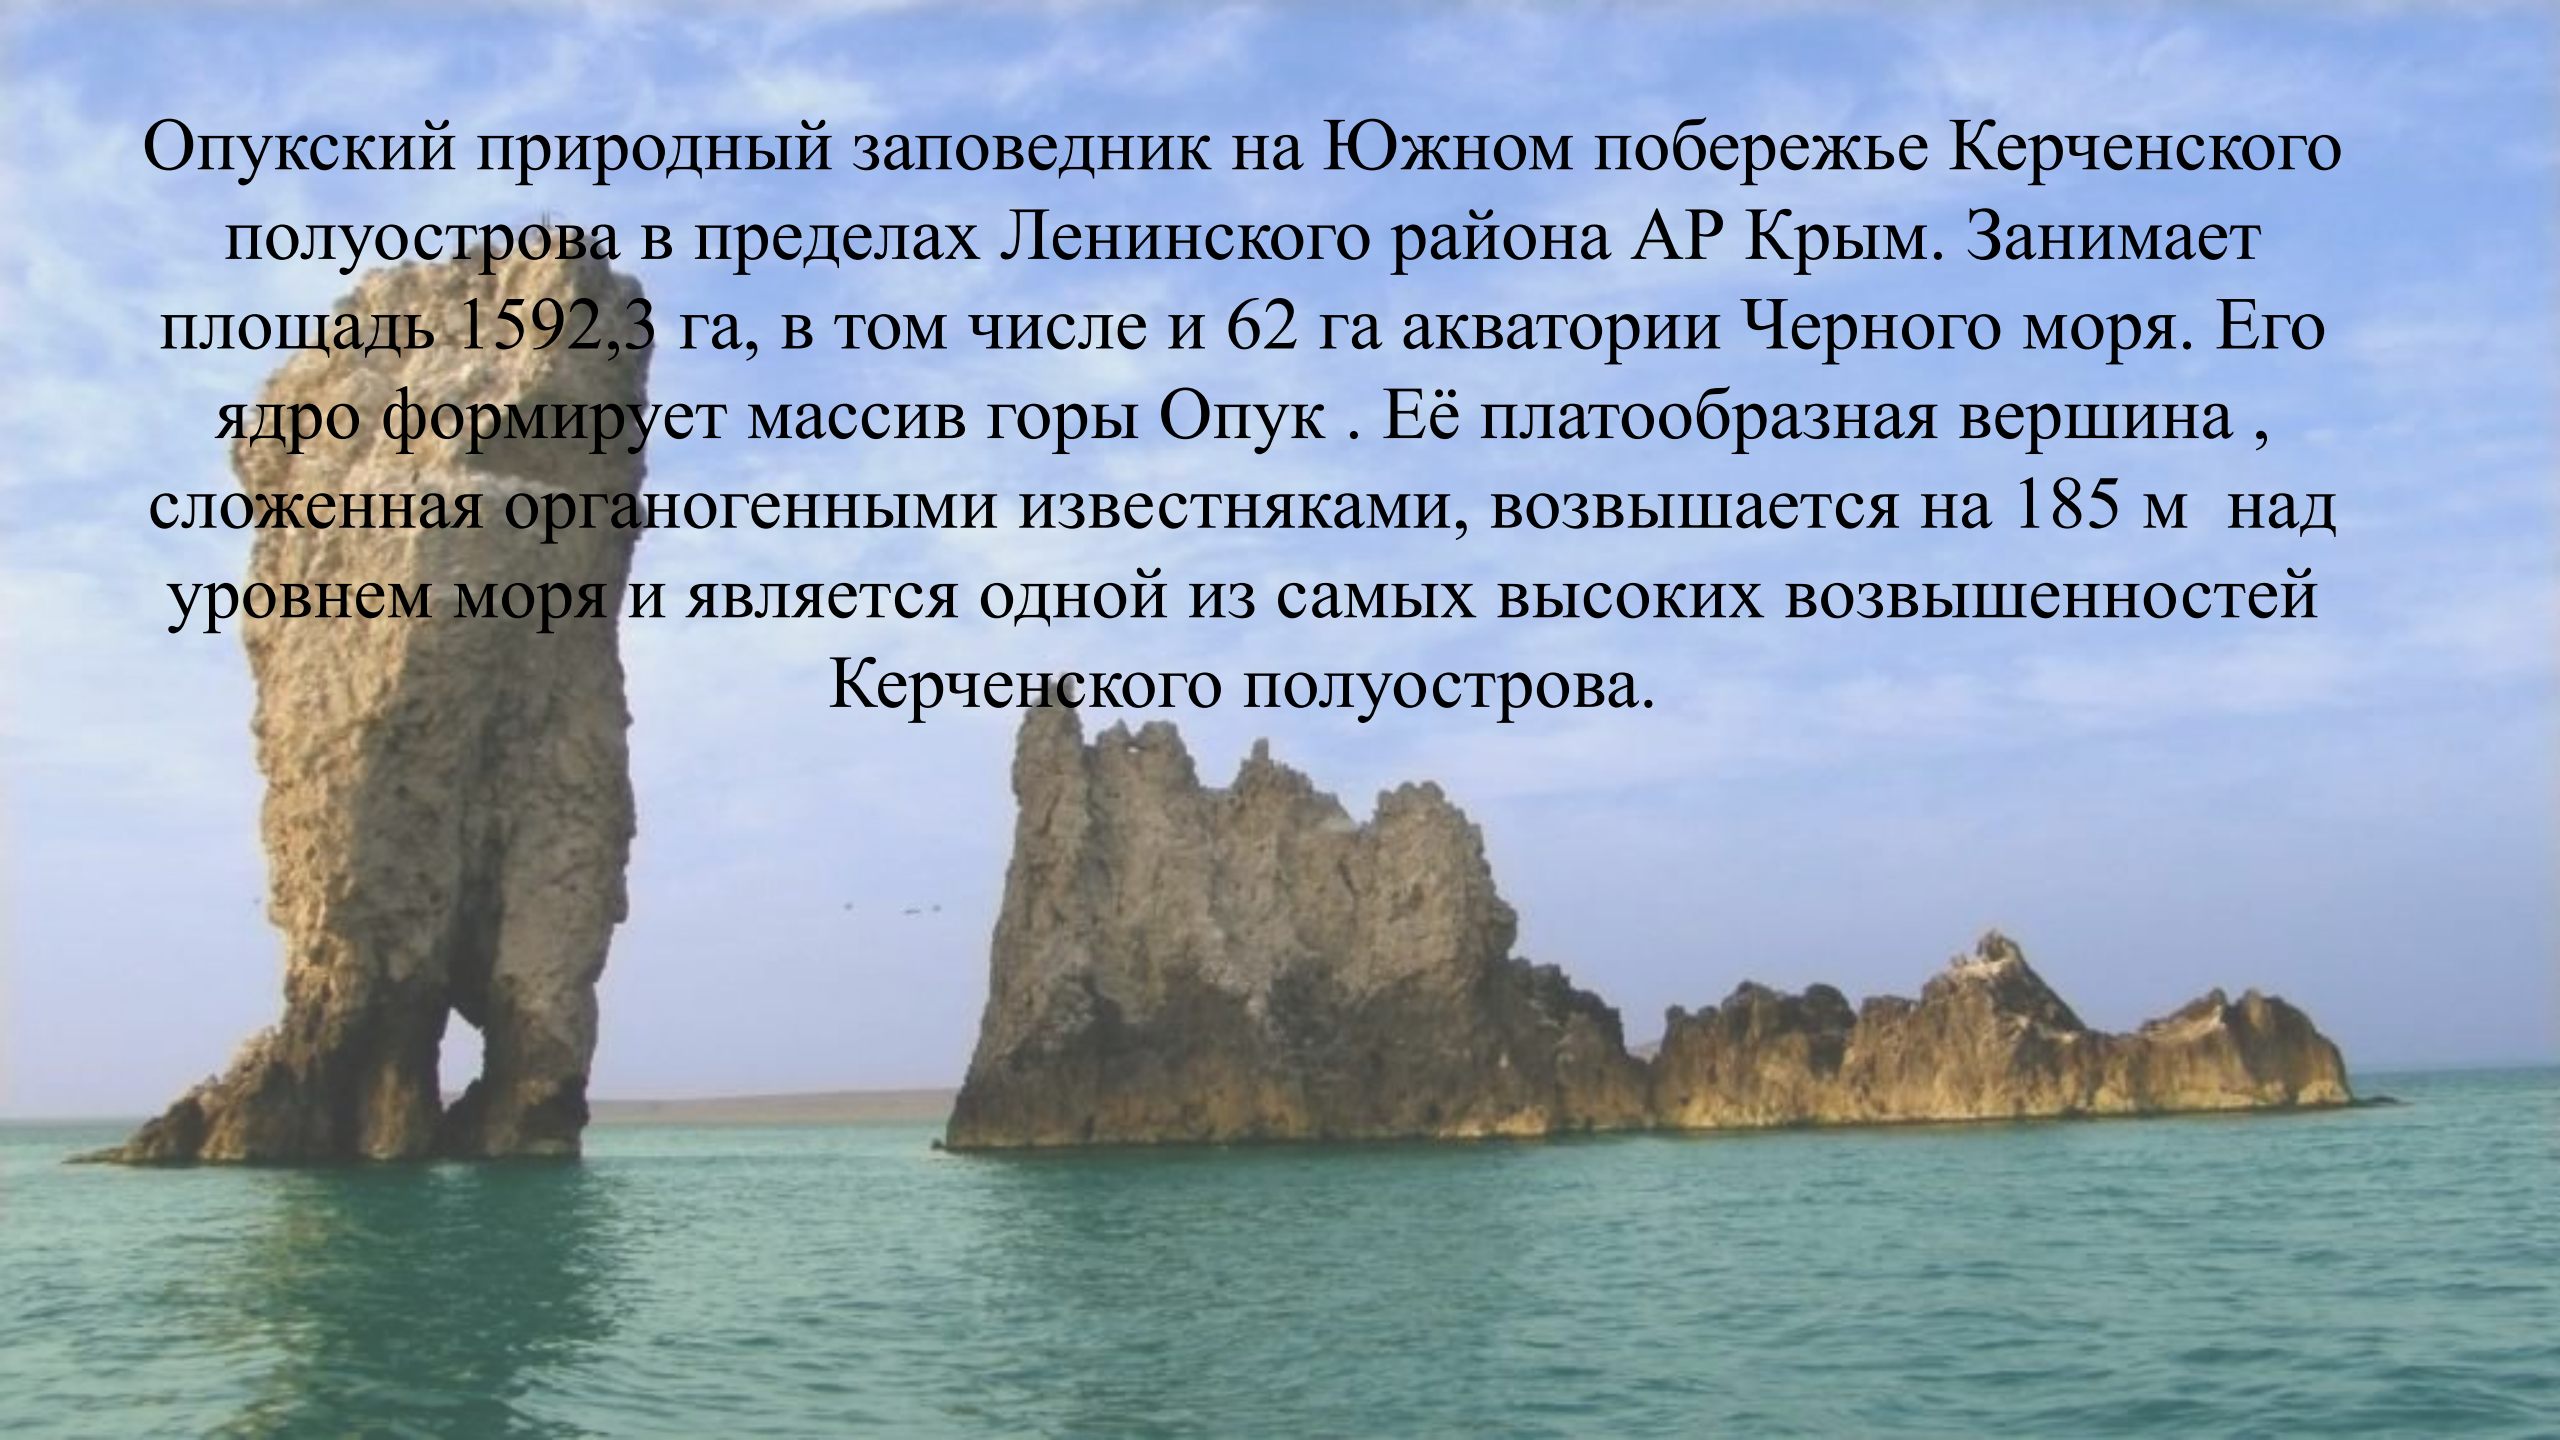 Опукский природный заповедник на Южном побережье Керченского
полуострова в пределах Ленинского района АР Крым. Занимает
площадь 1592,3 га, в том числе и 62 га акватории Черного моря. Его
ядро формирует массив горы Опук . Её платообразная вершина ,
сложенная органогенными известняками, возвышается на 185 м  над
уровнем моря и является одной из самых высоких возвышенностей
Керченского полуострова.